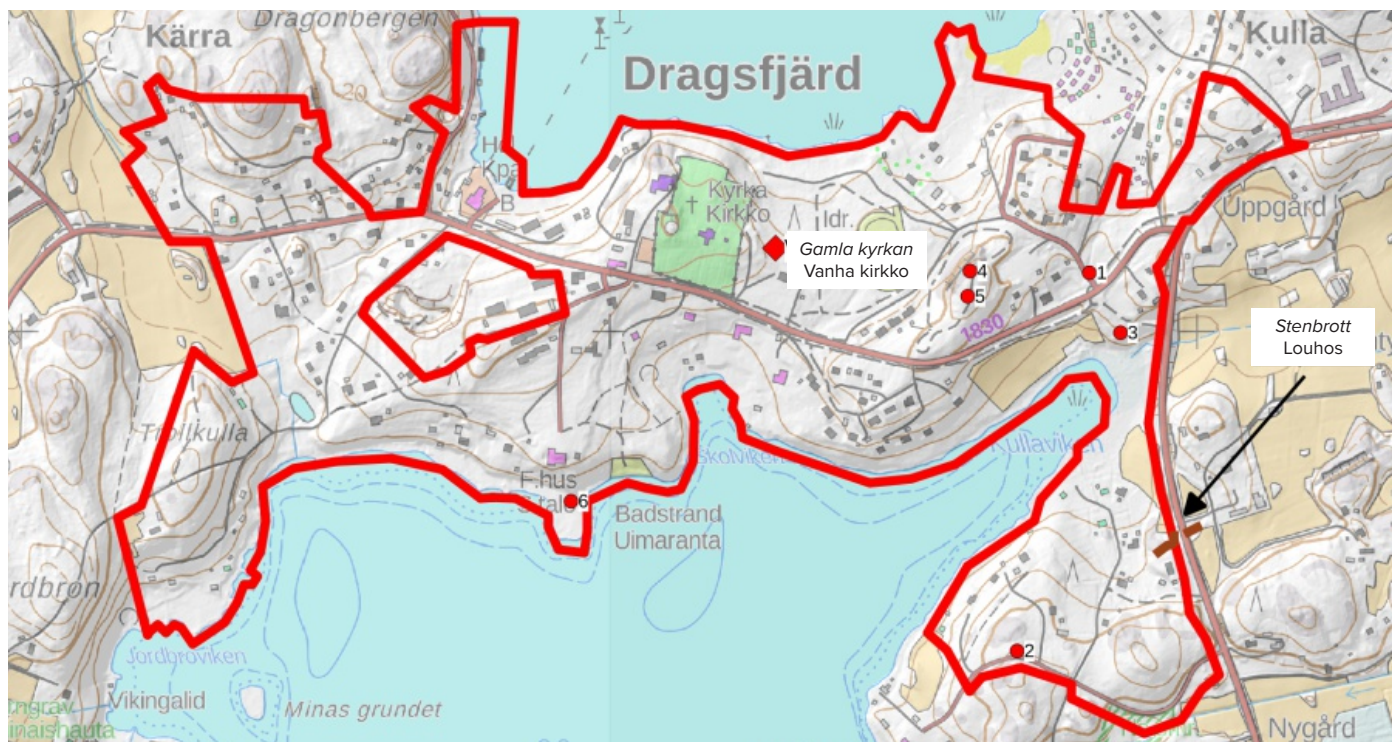 Dragonbergen
Kärra
Kulla
Dragsfjärd
20
Kyrka
Kirkko
B
Idr.
Uppgård
Gamla kyrkan
Vanha kirkko
4
5
1
3
1830
Stenbrott
Louhos
Trollkulla
Skolviken
Kullaviken
F.hus
6
Badstrand
Uimaranta
2
Jordbroviken
Vikingalid
Minas grundet
Nygård